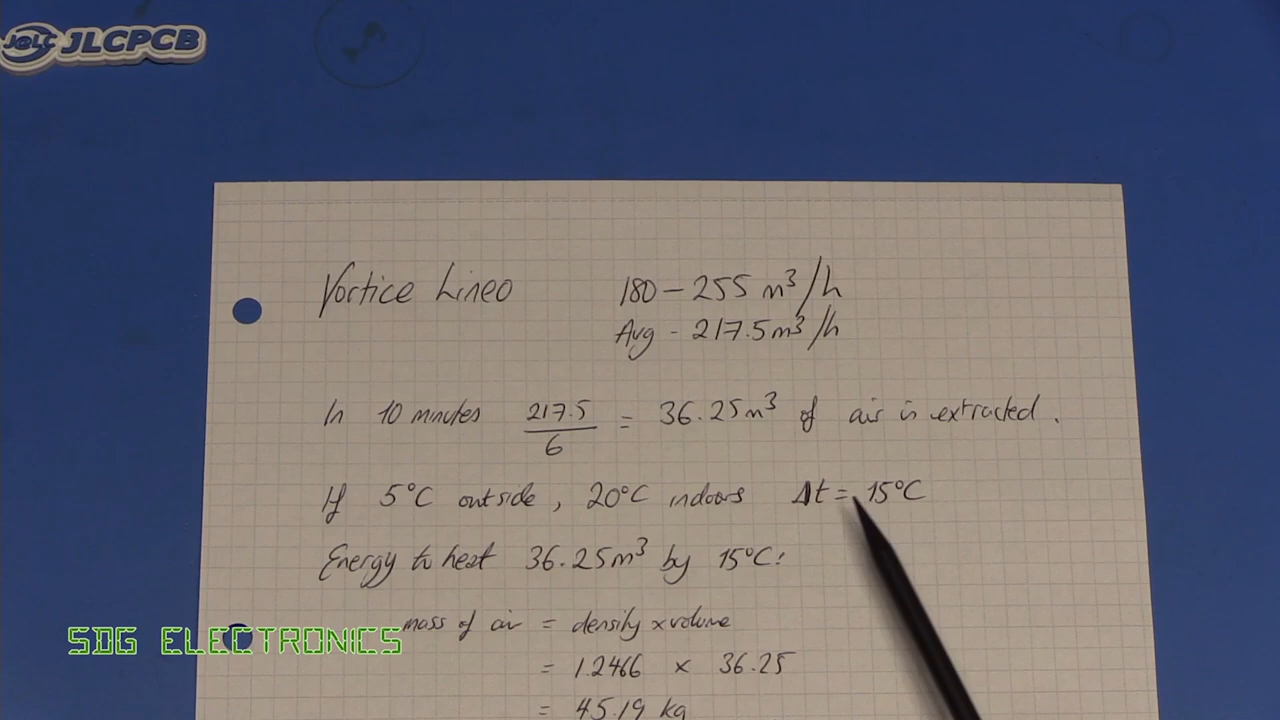 J@LC JLCPCB
Vortice Lineo 180 – 255 m³/h
Avg - 217.5 m³/h
In 10 minutes 217.5/6 = 36.25 m³ of air is extracted.
If 5°C outside, 20°C indoors Δt = 15°C
Energy to heat 36.25 m³ by 15°C:
mass of air = density x volume
= 1.2466 x 36.25
= 45.19 kg
SDG ELECTRONICS